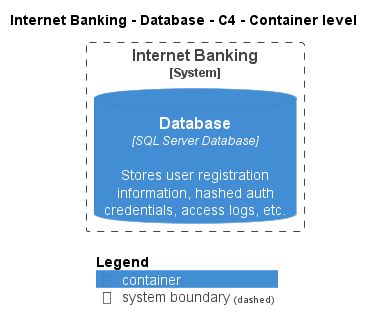 Internet Banking - Database - C4 - Container level
Internet Banking
[System]
Database
[SQL Server Database]
Stores user registration
information, hashed auth
credentials, access logs, etc.
Legend
container
system boundary (dashed)